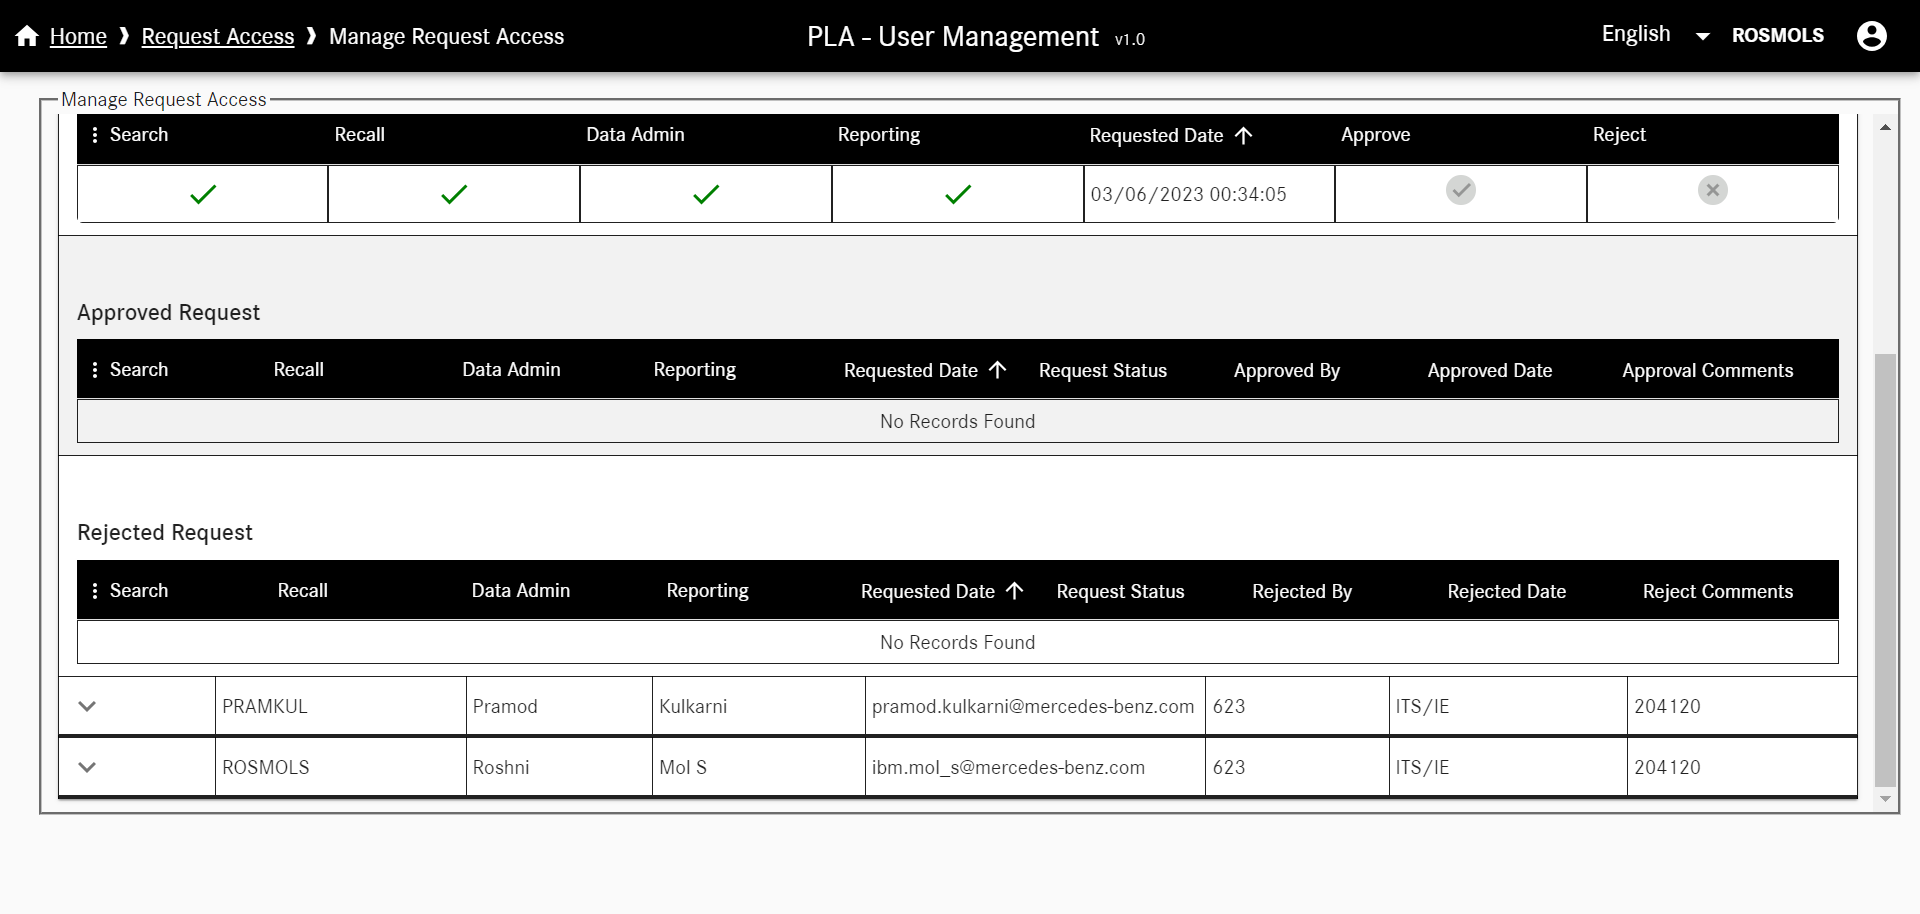 Home ❱ Request Access ❱ Manage Request Access PLA - User Management v1.0 English ROSMOLS
Manage Request Access
Search Recall Data Admin Reporting Requested Date Approve Reject
03/06/2023 00:34:05
Approved Request
Search Recall Data Admin Reporting Requested Date Request Status Approved By Approved Date Approval Comments
No Records Found
Rejected Request
Search Recall Data Admin Reporting Requested Date Request Status Rejected By Rejected Date Reject Comments
No Records Found
PRAMKUL Pramod Kulkarni pramod.kulkarni@mercedes-benz.com 623 ITS/IE 204120
ROSMOLS Roshni Mol S ibm.mol_s@mercedes-benz.com 623 ITS/IE 204120